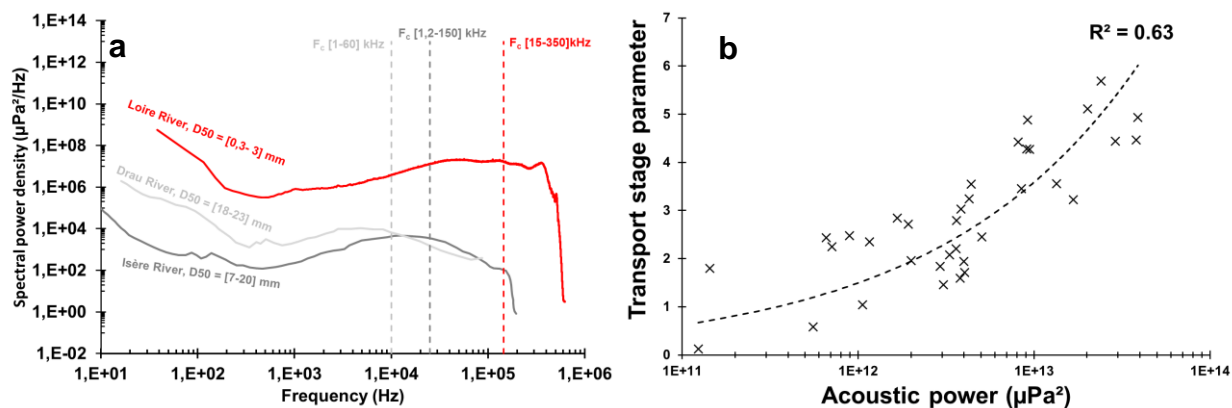 a
F꜀ [1-60] kHz
F꜀ [1,2-150] kHz
F꜀ [15-350]kHz
Spectral power density (µPa²/Hz)
1,E+14
1,E+12
1,E+10
1,E+08
1,E+06
1,E+04
1,E+02
1,E+00
1,E-02
Loire River, D50 = [0,3- 3] mm
Drau River, D50 = [18-23] mm
Isère River, D50 = [7-20] mm
1,E+01
1,E+02
1,E+03
1,E+04
1,E+05
1,E+06
Frequency (Hz)
b
R² = 0.63
Transport stage parameter
7
6
5
4
3
2
1
0
1E+11
1E+12
1E+13
1E+14
Acoustic power (µPa²)